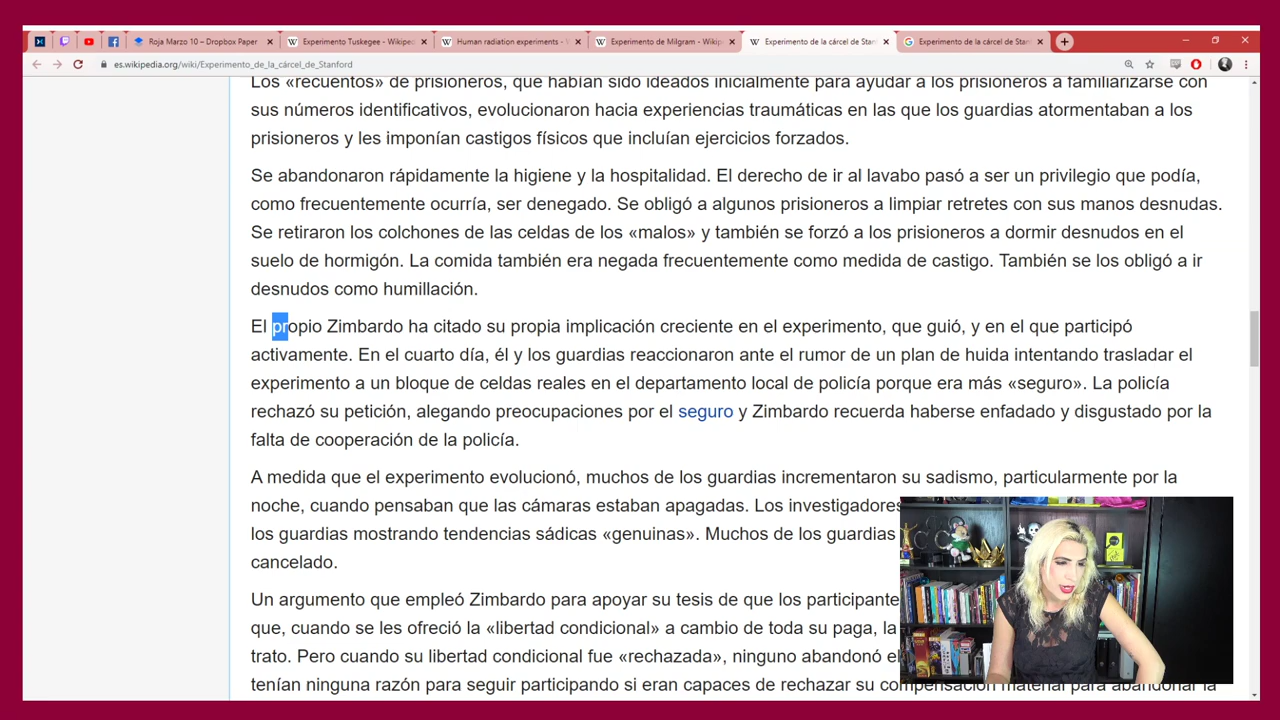 Roja Marzo 10 – Dropbox Paper
Experimento Tuskegee - Wikiped
Human radiation experiments - W
Experimento de Milgram - Wikip
Experimento de la cárcel de Stan
Experimento de la cárcel de Stan
es.wikipedia.org/wiki/Experimento_de_la_cárcel_de_Stanford
Los «recuentos» de prisioneros, que habían sido ideados inicialmente para ayudar a los prisioneros a familiarizarse con
sus números identificativos, evolucionaron hacia experiencias traumáticas en las que los guardias atormentaban a los
prisioneros y les imponían castigos físicos que incluían ejercicios forzados.
Se abandonaron rápidamente la higiene y la hospitalidad. El derecho de ir al lavabo pasó a ser un privilegio que podía,
como frecuentemente ocurría, ser denegado. Se obligó a algunos prisioneros a limpiar retretes con sus manos desnudas.
Se retiraron los colchones de las celdas de los «malos» y también se forzó a los prisioneros a dormir desnudos en el
suelo de hormigón. La comida también era negada frecuentemente como medida de castigo. También se los obligó a ir
desnudos como humillación.
El propio Zimbardo ha citado su propia implicación creciente en el experimento, que guió, y en el que participó
activamente. En el cuarto día, él y los guardias reaccionaron ante el rumor de un plan de huida intentando trasladar el
experimento a un bloque de celdas reales en el departamento local de policía porque era más «seguro». La policía
rechazó su petición, alegando preocupaciones por el seguro y Zimbardo recuerda haberse enfadado y disgustado por la
falta de cooperación de la policía.
A medida que el experimento evolucionó, muchos de los guardias incrementaron su sadismo, particularmente por la
noche, cuando pensaban que las cámaras estaban apagadas. Los investigadores
los guardias mostrando tendencias sádicas «genuinas». Muchos de los guardias
cancelado.
Un argumento que empleó Zimbardo para apoyar su tesis de que los participante
que, cuando se les ofreció la «libertad condicional» a cambio de toda su paga, la
trato. Pero cuando su libertad condicional fue «rechazada», ninguno abandonó el
tenían ninguna razón para seguir participando si eran capaces de rechazar su compensación material para abandonar la